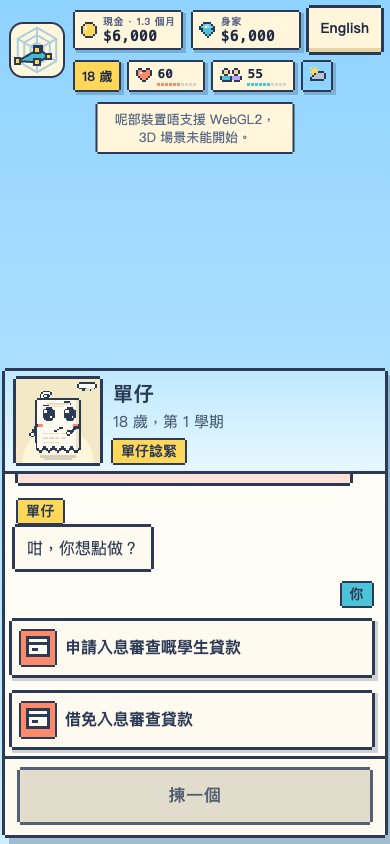 現金 · 1.3 個月
$6,000
身家
$6,000
English
18 歲
60
55
呢部裝置唔支援 WebGL2，
3D 場景未能開始。
單仔
18 歲，第 1 學期
單仔諗緊
單仔
咁，你想點做？
你
申請入息審查嘅學生貸款
借免入息審查貸款
揀一個